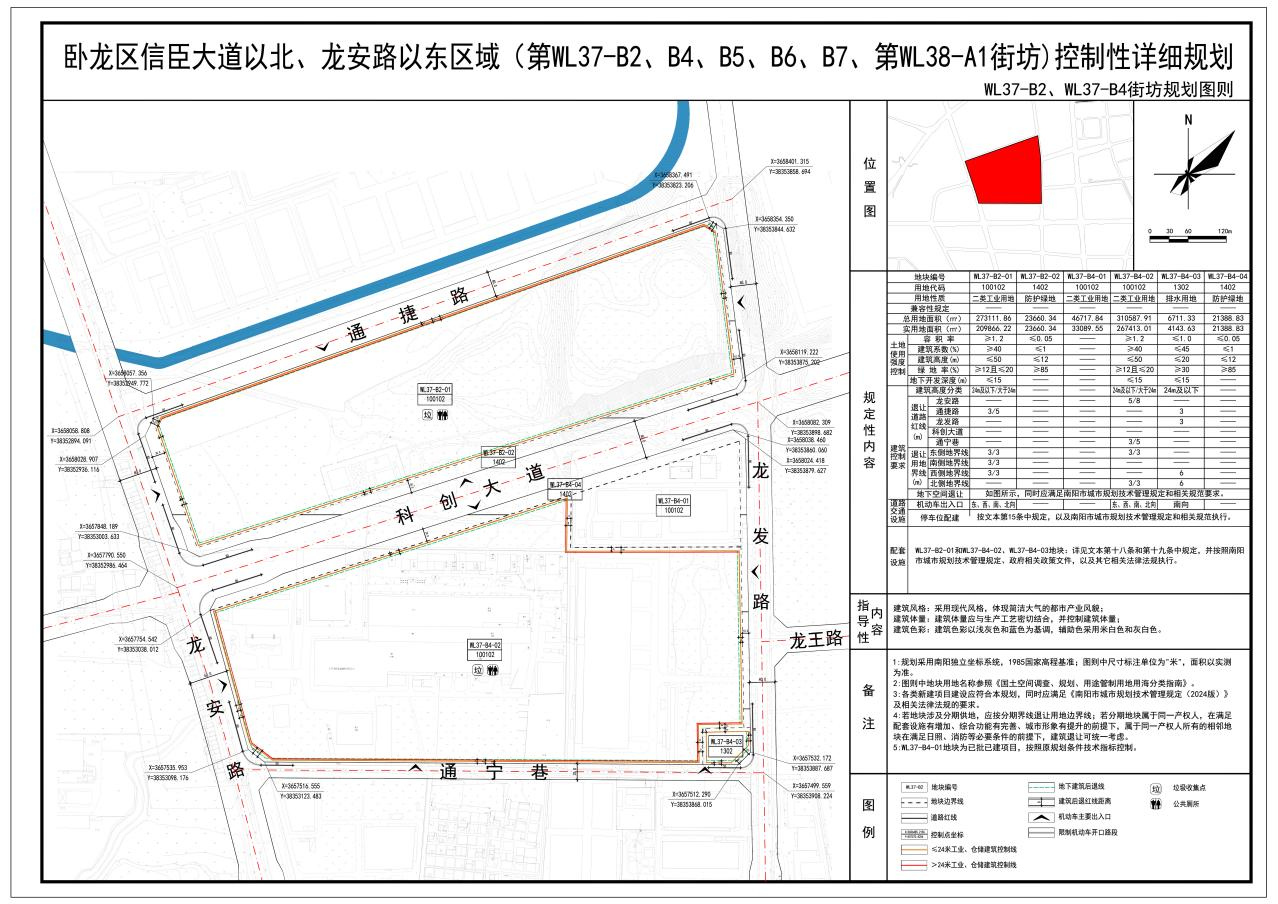 卧龙区信臣大道以北、龙安路以东区域（第WL37-B2、B4、B5、B6、B7、第WL38-A1街坊)控制性详细规划
WL37-B2、WL37-B4街坊规划图则
X=3658401.315
Y=38353858.694
X=3658367.491
Y=38353823.206
X=3658354.350
Y=38353844.632
X=3658119.222
Y=38353875.202
X=3658057.356
Y=38352949.772
X=3658058.808
Y=38352894.091
X=3658028.907
Y=38352936.116
X=3658082.309
Y=38353898.682
X=3658038.460
Y=38353860.060
X=3658024.418
Y=38353879.627
X=3657848.189
Y=38353003.633
X=3657790.550
Y=38352986.464
X=3657754.542
Y=38353038.012
X=3657535.953
Y=38353098.176
X=3657516.555
Y=38353123.483
X=3657512.290
Y=38353868.015
X=3657532.172
Y=38353887.687
X=3657499.559
Y=38353908.224
通捷路
科创大道
龙发路
龙王路
龙安路
通宁巷
WL37-B2-01
100102
垃
WL37-B2-02
1402
WL37-B4-04
1402
WL37-B4-01
100102
WL37-B4-02
100102
垃
WL37-B4-03
1302
位置图
N
0 30 60 120m
规定性内容
地块编号 WL37-B2-01 WL37-B2-02 WL37-B4-01 WL37-B4-02 WL37-B4-03 WL37-B4-04
用地代码 100102 1402 100102 100102 1302 1402
用地性质 二类工业用地 防护绿地 二类工业用地 二类工业用地 排水用地 防护绿地
兼容性规定 —— —— —— —— —— ——
土地使用强度控制
总用地面积（㎡） 273111.86 23660.34 46717.84 310587.91 6711.33 21388.83
实用地面积（㎡） 209866.22 23660.34 33089.55 267413.01 4143.63 21388.83
容 积 率 ≥1.2 ≤0.05 —— ≥1.2 ≤1.0 ≤0.05
建筑系数(%) ≥40 ≤1 —— ≥40 ≤45 ≤1
建筑高度(m) ≤50 ≤12 —— ≤50 ≤20 ≤12
绿 地 率(%) ≥12且≤20 ≥85 —— ≥12且≤20 ≥30 ≥85
地下开发深度(m) ≤15 —— —— ≤15 ≤15 ——
建筑控制要求
建筑高度分类 24m及以下/大于24m —— —— 24m及以下/大于24m 24m及以下 ——
退让道路红线(m)
龙安路 —— —— —— 5/8 —— ——
通捷路 3/5 —— —— —— 3 ——
龙发路 —— —— —— —— 3 ——
科创大道 —— —— —— —— —— ——
通宁巷 —— —— —— 3/5 —— ——
退让用地界线(m)
东侧地界线 3/3 —— —— 3/3 —— ——
南侧地界线 3/3 —— —— —— —— ——
西侧地界线 3/3 —— —— —— 6 ——
北侧地界线 —— —— —— 3/3 6 ——
地下空间退让 如图所示，同时应满足南阳市城市规划技术管理规定和相关规范要求。
道路交通设施
机动车出入口 东、西、南、北向 东、西、南、北向 南向 ——
停车位配建 按文本第15条中规定，以及南阳市城市规划技术管理规定和相关规范执行。
配套设施
WL37-B2-01和WL37-B4-02、WL37-B4-03地块：详见文本第十八条和第十九条中规定，并按照南阳
市城市规划技术管理规定、政府相关政策文件，以及其它相关法律法规执行。
指导性内容
建筑风格：采用现代风格，体现简洁大气的都市产业风貌；
建筑体量：建筑体量应与生产工艺密切结合，并控制建筑体量；
建筑色彩：建筑色彩以浅灰色和蓝色为基调，辅助色采用米白色和灰白色。
备注
1:规划采用南阳独立坐标系统，1985国家高程基准；图则中尺寸标注单位为"米"，面积以实测
为准。
2:图则中地块用地名称参照《国土空间调查、规划、用途管制用地用海分类指南》。
3:各类新建项目建设应符合本规划，同时应满足《南阳市城市规划技术管理规定（2024版）》
及相关法律法规的要求。
4:若地块涉及分期供地，应按分期界线退让用地边界线；若分期地块属于同一产权人，在满足
配套设施有增加、综合功能有完善、城市形象有提升的前提下，属于同一产权人所有的相邻地
块在满足日照、消防等必要条件的前提下，建筑退让可统一考虑。
5:WL37-B4-01地块为已批已建项目，按照原规划条件技术指标控制。
图例
WL37-B2 地块编号
地块边界线
道路红线
控制点坐标
≤24米工业、仓储建筑控制线
>24米工业、仓储建筑控制线
地下建筑后退线
建筑后退红线距离
机动车主要出入口
限制机动车开口路段
垃 垃圾收集点
公共厕所